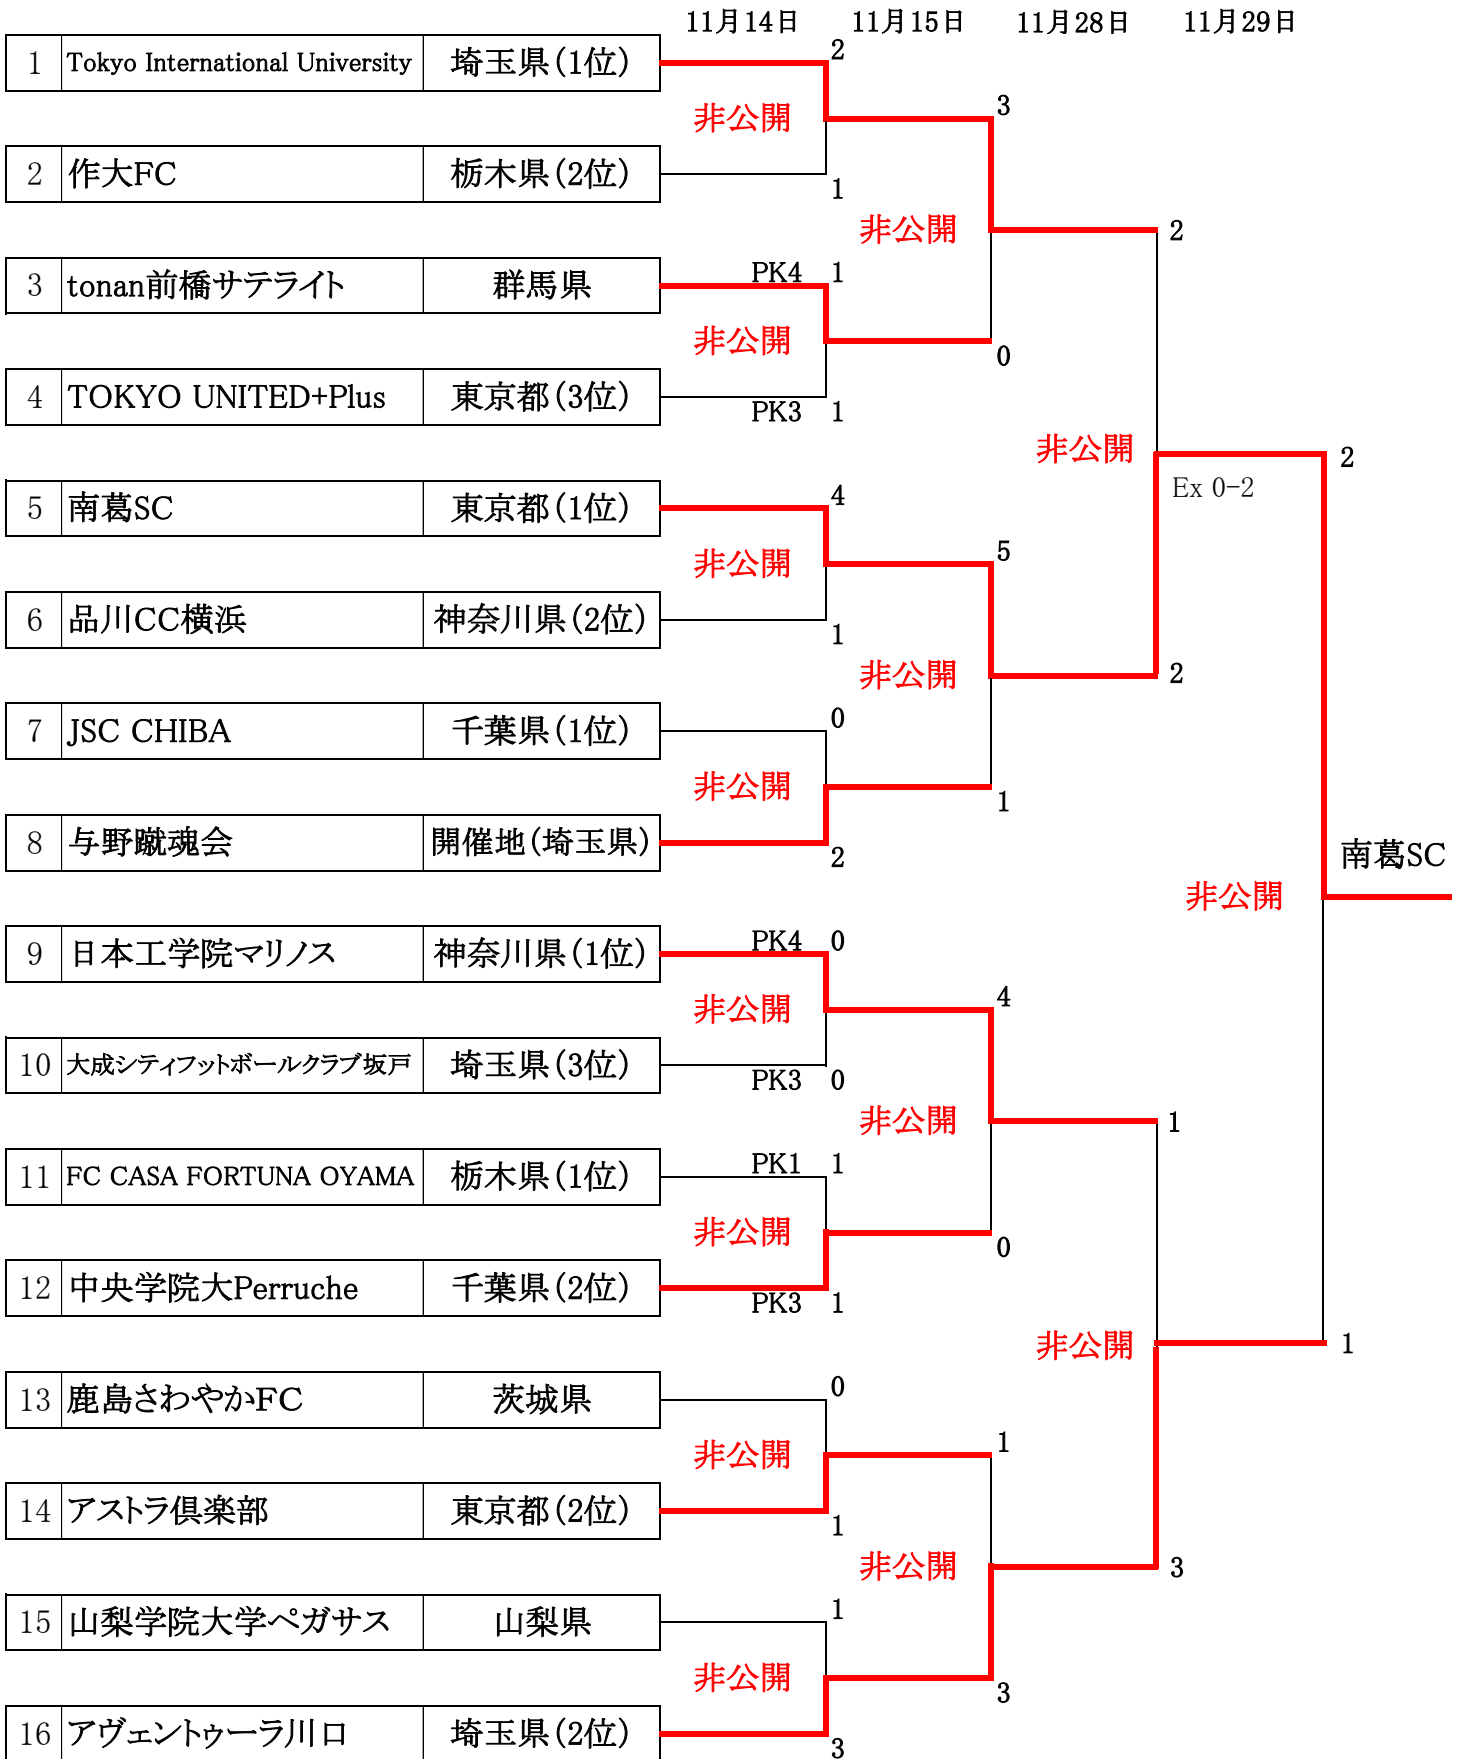 11月14日 11月15日 11月28日 11月29日
2
1 Tokyo International University 埼玉県(1位)
3
非公開
2 作大FC 栃木県(2位)
1
非公開
2
PK4 1
3 tonan前橋サテライト 群馬県
非公開
0
4 TOKYO UNITED+Plus 東京都(3位)
PK3 1
非公開
2
Ex 0-2
4
5 南葛SC 東京都(1位)
5
非公開
6 品川CC横浜 神奈川県(2位)
1
非公開
2
0
7 JSC CHIBA 千葉県(1位)
非公開
1
8 与野蹴魂会 開催地(埼玉県)
2
南葛SC
非公開
PK4 0
9 日本工学院マリノス 神奈川県(1位)
4
非公開
10 大成シティフットボールクラブ坂戸 埼玉県(3位)
PK3 0
非公開
1
PK1 1
11 FC CASA FORTUNA OYAMA 栃木県(1位)
非公開
0
12 中央学院大Perruche 千葉県(2位)
PK3 1
非公開
1
0
13 鹿島さわやかFC 茨城県
1
非公開
14 アストラ倶楽部 東京都(2位)
1
非公開
3
1
15 山梨学院大学ペガサス 山梨県
非公開
3
16 アヴェントゥーラ川口 埼玉県(2位)
3